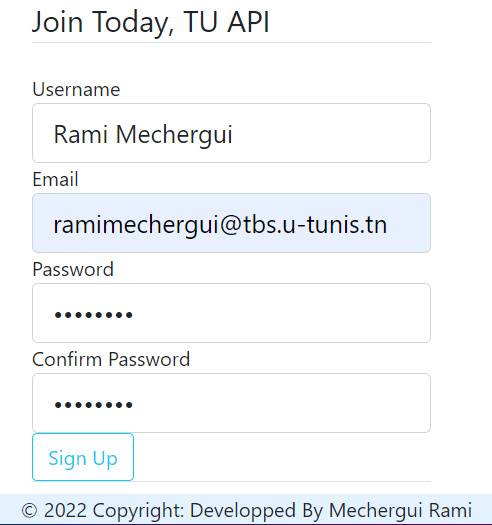 Join Today, TU API
Username
Rami Mechergui
Email
ramimechergui@tbs.u-tunis.tn
Password
••••••••
Confirm Password
••••••••
Sign Up
© 2022 Copyright: Developped By Mechergui Rami